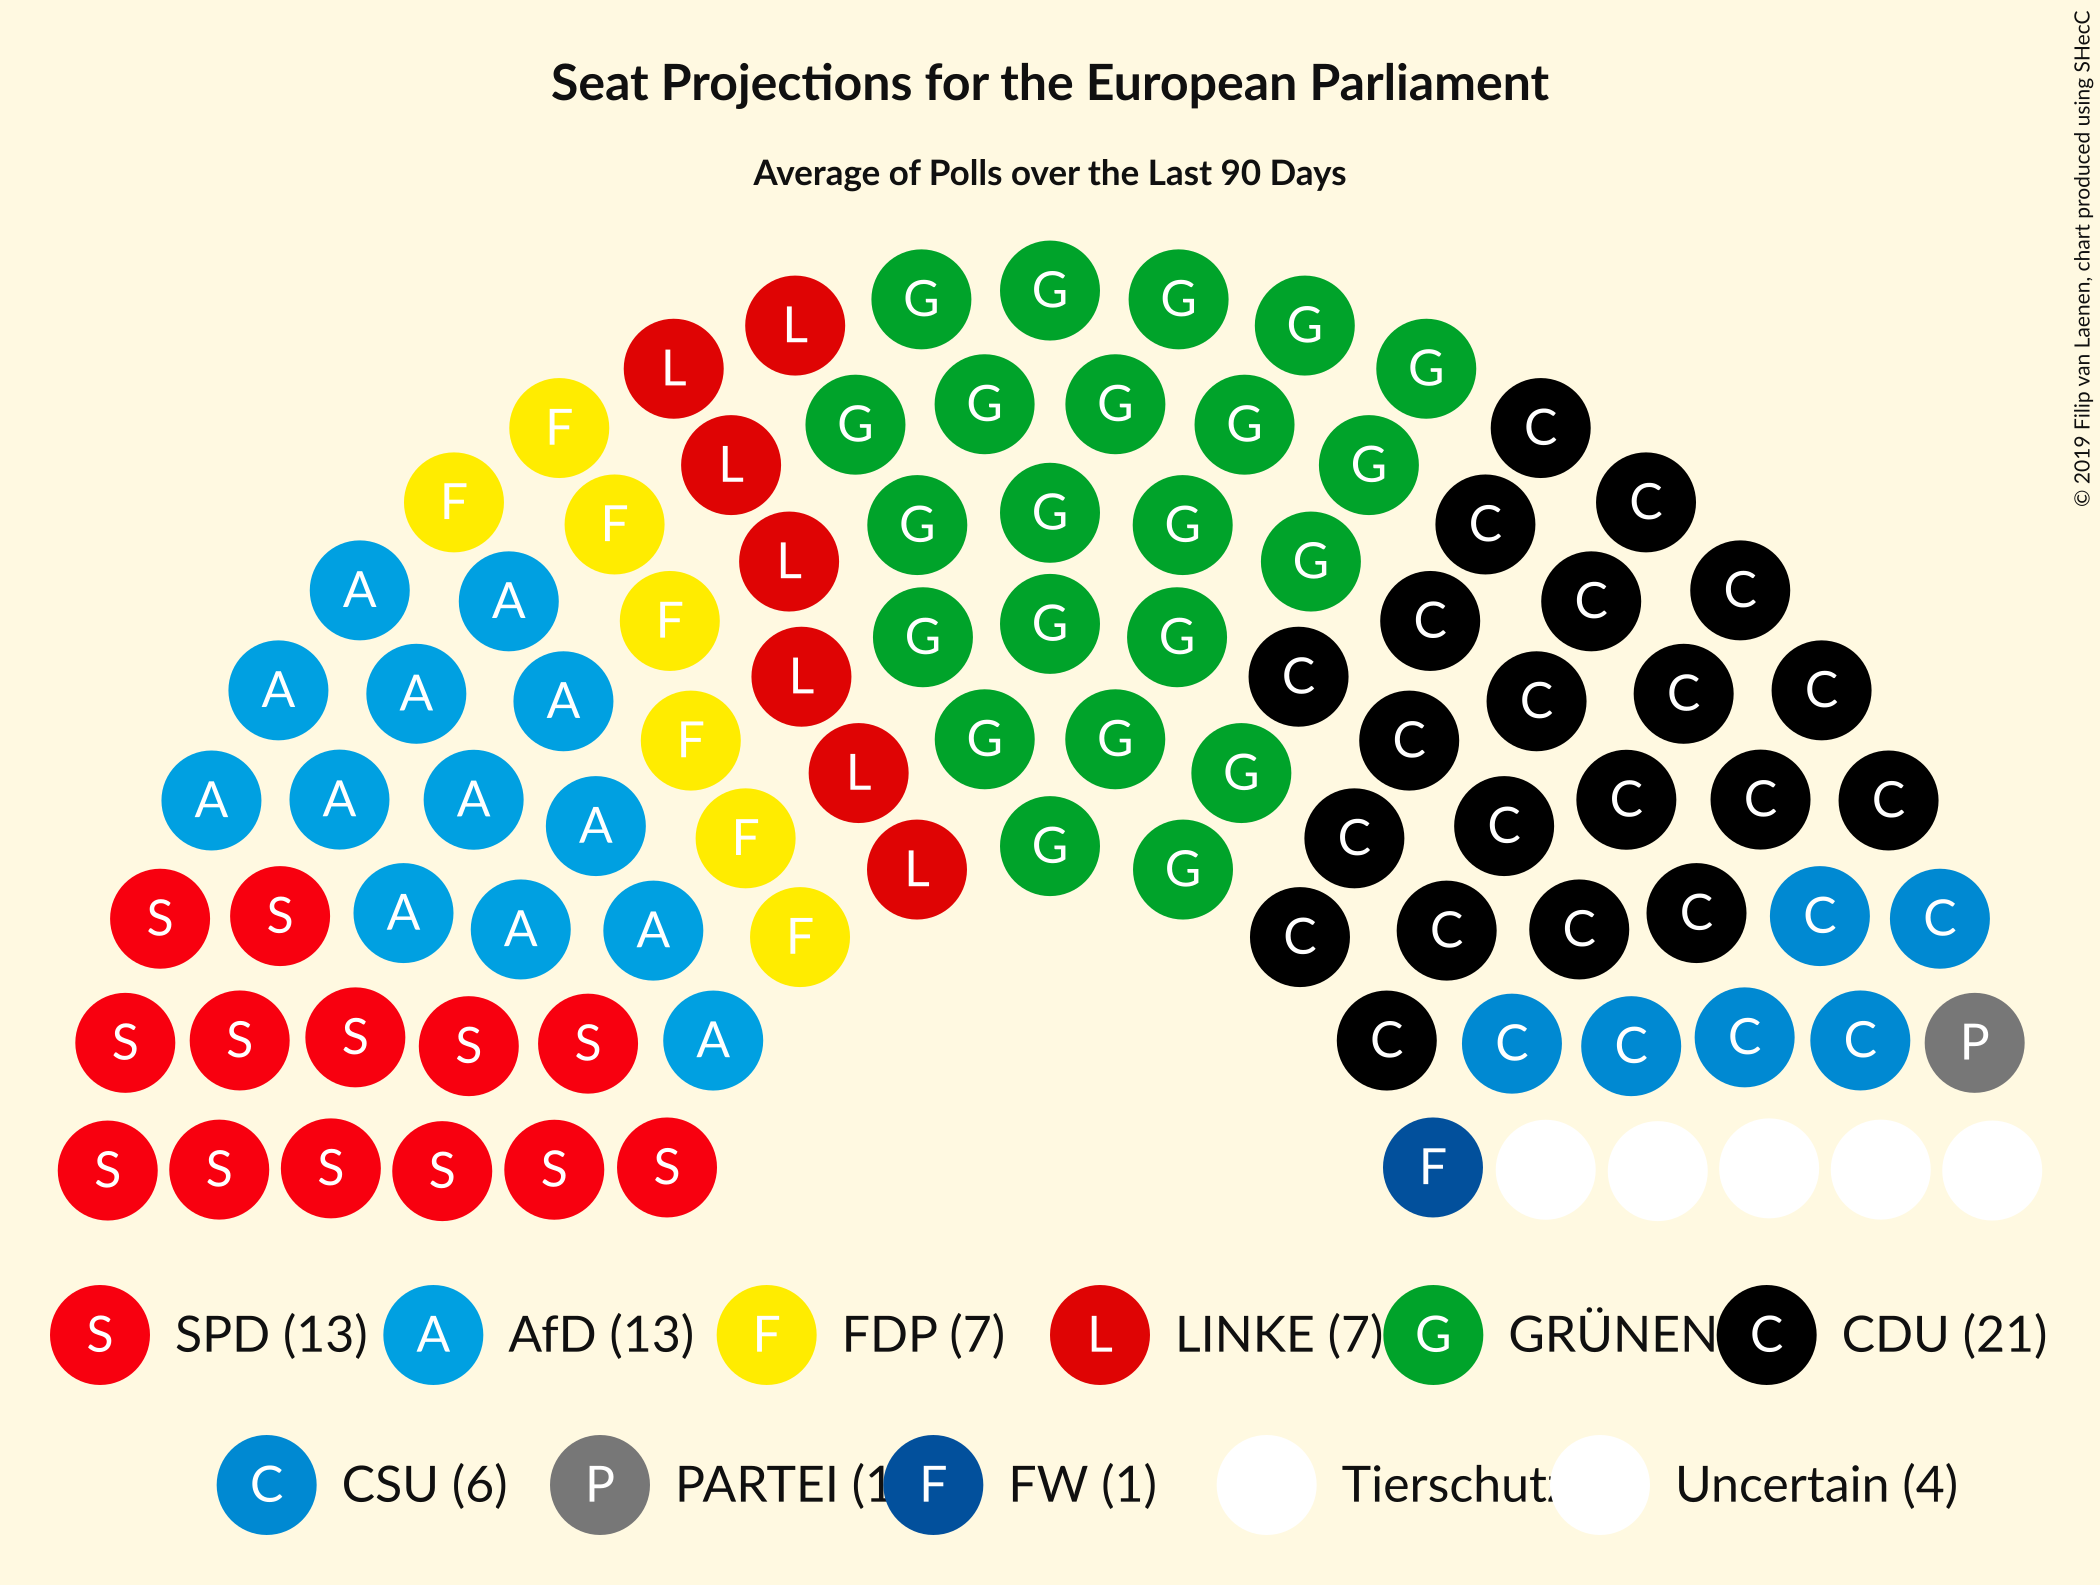 Seat Projections for the European Parliament
Average of Polls over the Last 90 Days
© 2019 Filip van Laenen, chart produced using SHecC
G G G G G
L L
G G G G G
L F C
F L G G G G C C
F L G C C
A A F G G G C C C
A A A F L C C C C C
A A A A F L G G G C C C C C
S S A A A F L G G C C C C C C
S S S S S A F C C C C C C P
S S S S S S F
S SPD (13) A AfD (13) F FDP (7) L LINKE (7) G GRÜNEN C CDU (21)
C CSU (6) P PARTEI (1 F FW (1) Tierschutz Uncertain (4)